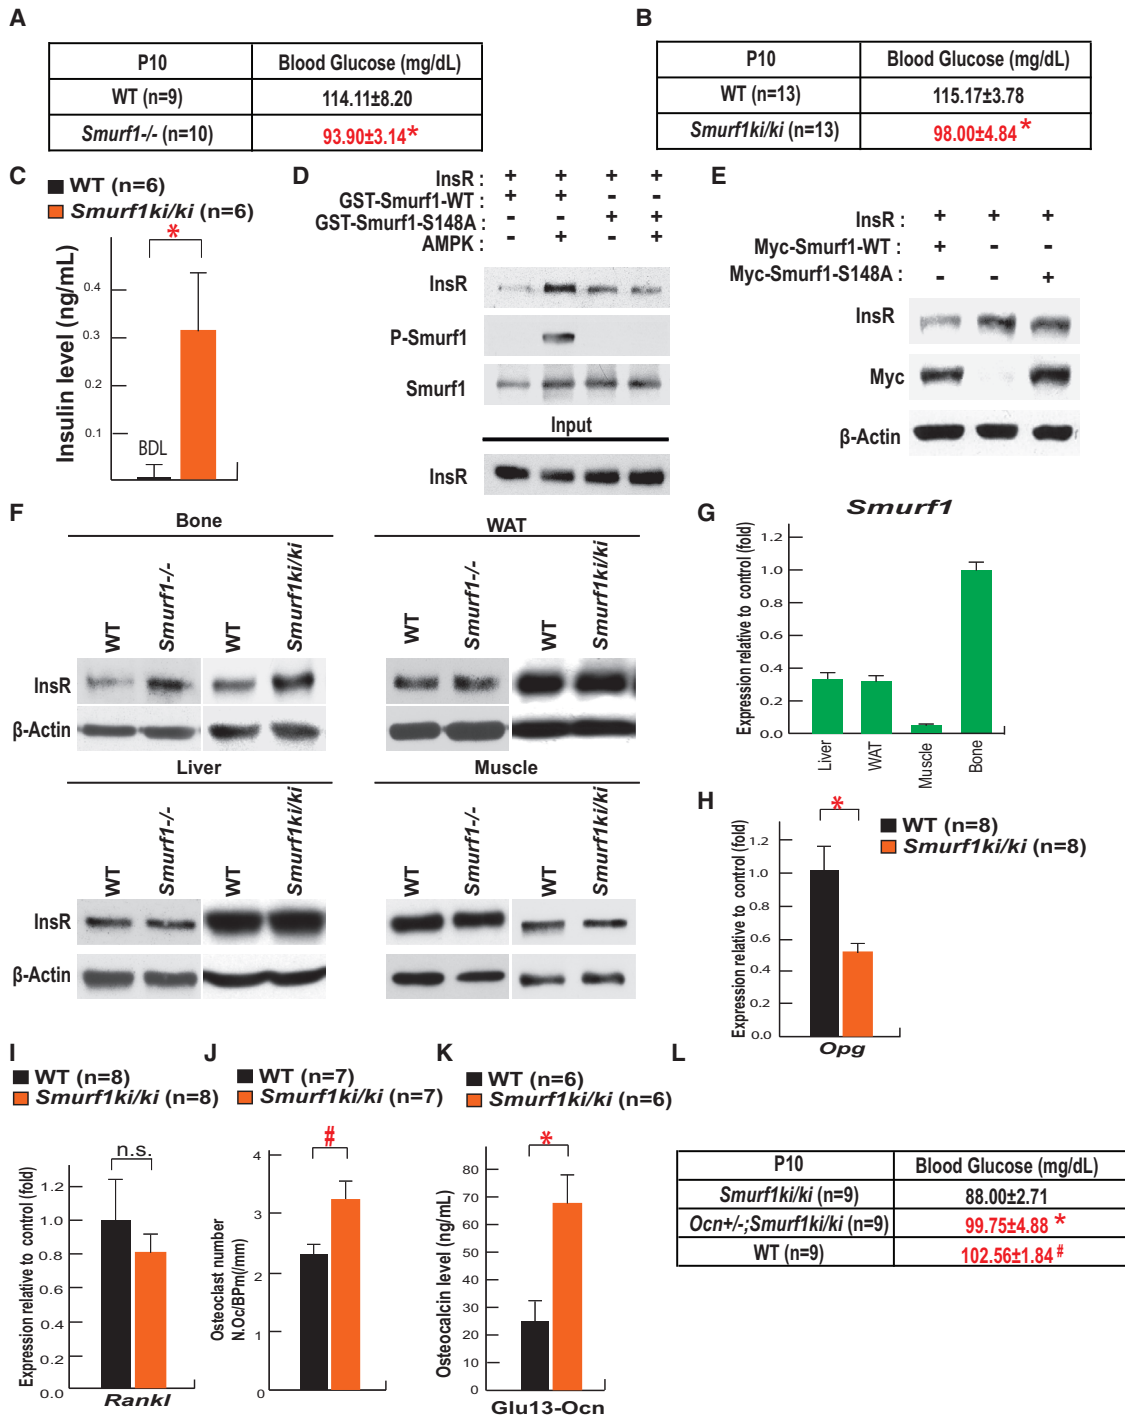 A
P10 Blood Glucose (mg/dL)
WT (n=9) 114.11±8.20
Smurf1-/- (n=10) 93.90±3.14*
B
P10 Blood Glucose (mg/dL)
WT (n=13) 115.17±3.78
Smurf1ki/ki (n=13) 98.00±4.84 *
C
WT (n=6)
Smurf1ki/ki (n=6)
*
Insulin level (ng/mL)
0.4
0.3
0.2
0.1
BDL
D
InsR : + + + +
GST-Smurf1-WT : + + - -
GST-Smurf1-S148A : - - + +
AMPK : - + - +
InsR
P-Smurf1
Smurf1
Input
InsR
E
InsR : + + +
Myc-Smurf1-WT : + - -
Myc-Smurf1-S148A : - - +
InsR
Myc
β-Actin
F
Bone
WT Smurf1-/- WT Smurf1ki/ki
InsR
β-Actin
WAT
WT Smurf1-/- WT Smurf1ki/ki
Liver
WT Smurf1-/- WT Smurf1ki/ki
InsR
β-Actin
Muscle
WT Smurf1-/- WT Smurf1ki/ki
G
Smurf1
Expression relative to control (fold)
1.2
1.0
0.8
0.6
0.4
0.2
0.0
Liver WAT Muscle Bone
H
WT (n=8)
Smurf1ki/ki (n=8)
*
Expression relative to control (fold)
1.2
1.0
0.8
0.6
0.4
0.2
0.0
Opg
I
WT (n=8)
Smurf1ki/ki (n=8)
n.s.
Expression relative to control (fold)
1.2
1.0
0.8
0.6
0.4
0.2
0.0
Rankl
J
WT (n=7)
Smurf1ki/ki (n=7)
#
Osteoclast number
N.Oc/BPm(/mm)
4
3
2
1
0
K
WT (n=6)
Smurf1ki/ki (n=6)
*
Osteocalcin level (ng/mL)
80
70
60
50
40
30
20
10
0
Glu13-Ocn
L
P10 Blood Glucose (mg/dL)
Smurf1ki/ki (n=9) 88.00±2.71
Ocn+/-;Smurf1ki/ki (n=9) 99.75±4.88 *
WT (n=9) 102.56±1.84 #